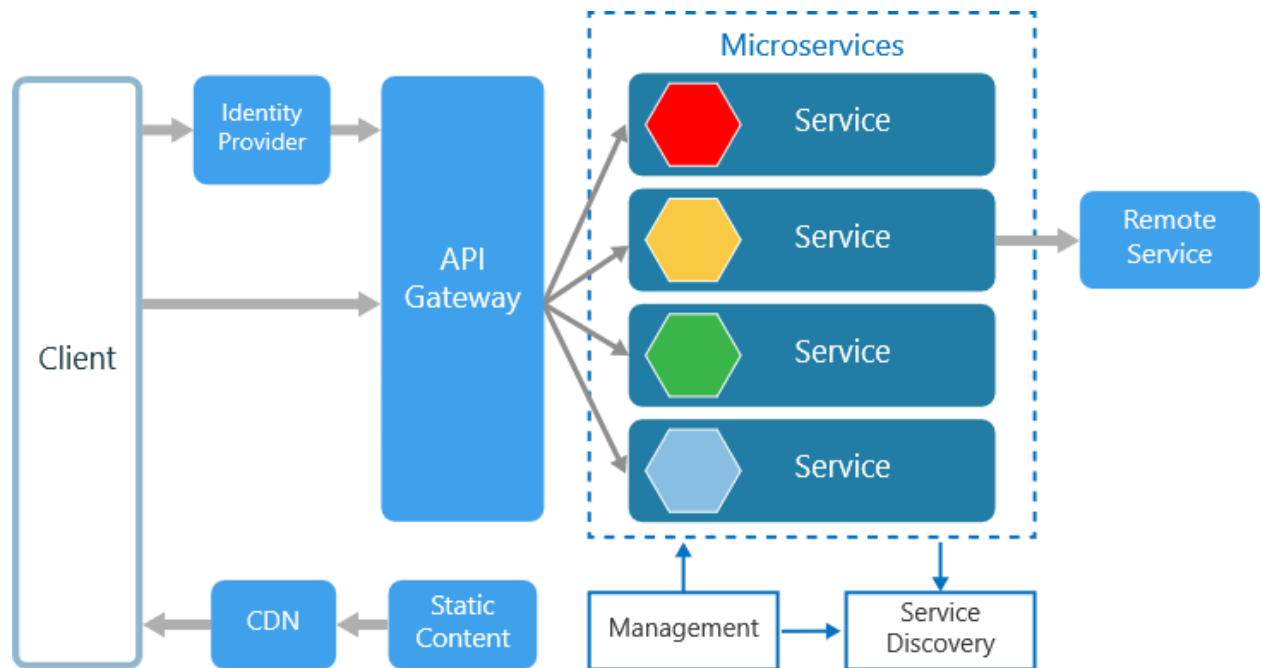 Microservices
Identity
Provider
Service
Service
Remote
Service
API
Gateway
Client
Service
Service
CDN
Static
Content
Management
Service
Discovery